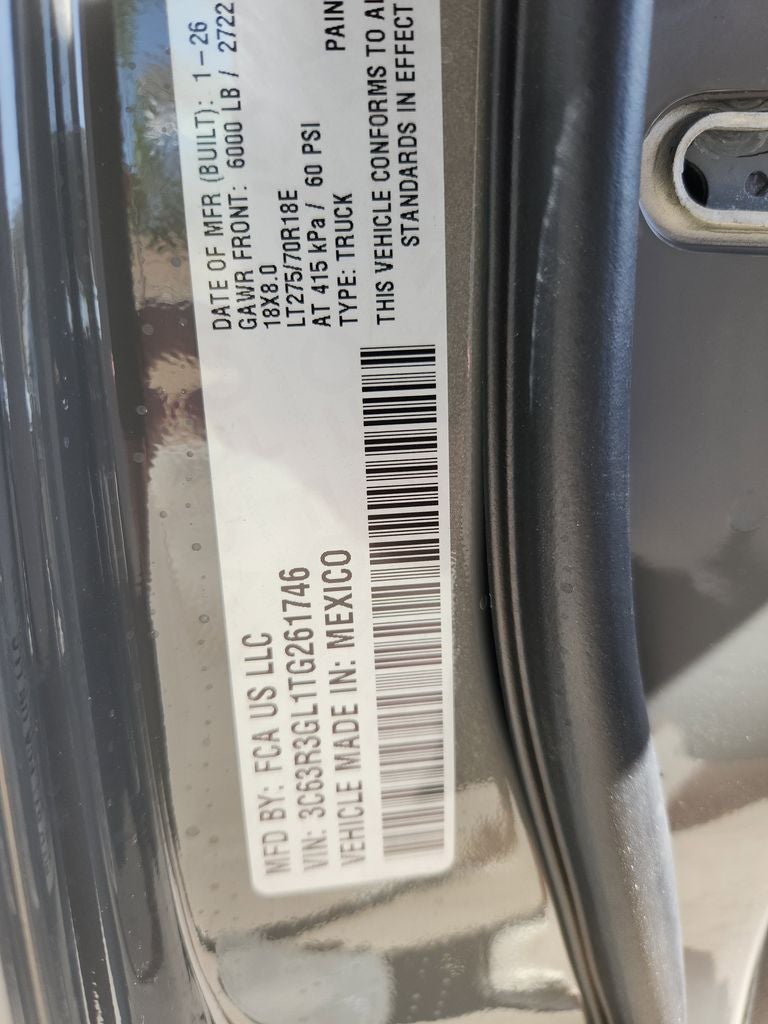 MFD BY: FCA US LLC
VIN: 3C63R3GL1TG261746
VEHICLE MADE IN: MEXICO
DATE OF MFR (BUILT): 1-26
GAWR FRONT: 6000 LB / 2722
18X8.0
LT275/70R18E
AT 415 kPa / 60 PSI
TYPE: TRUCK PAIN
THIS VEHICLE CONFORMS TO
STANDARDS IN EFFECT